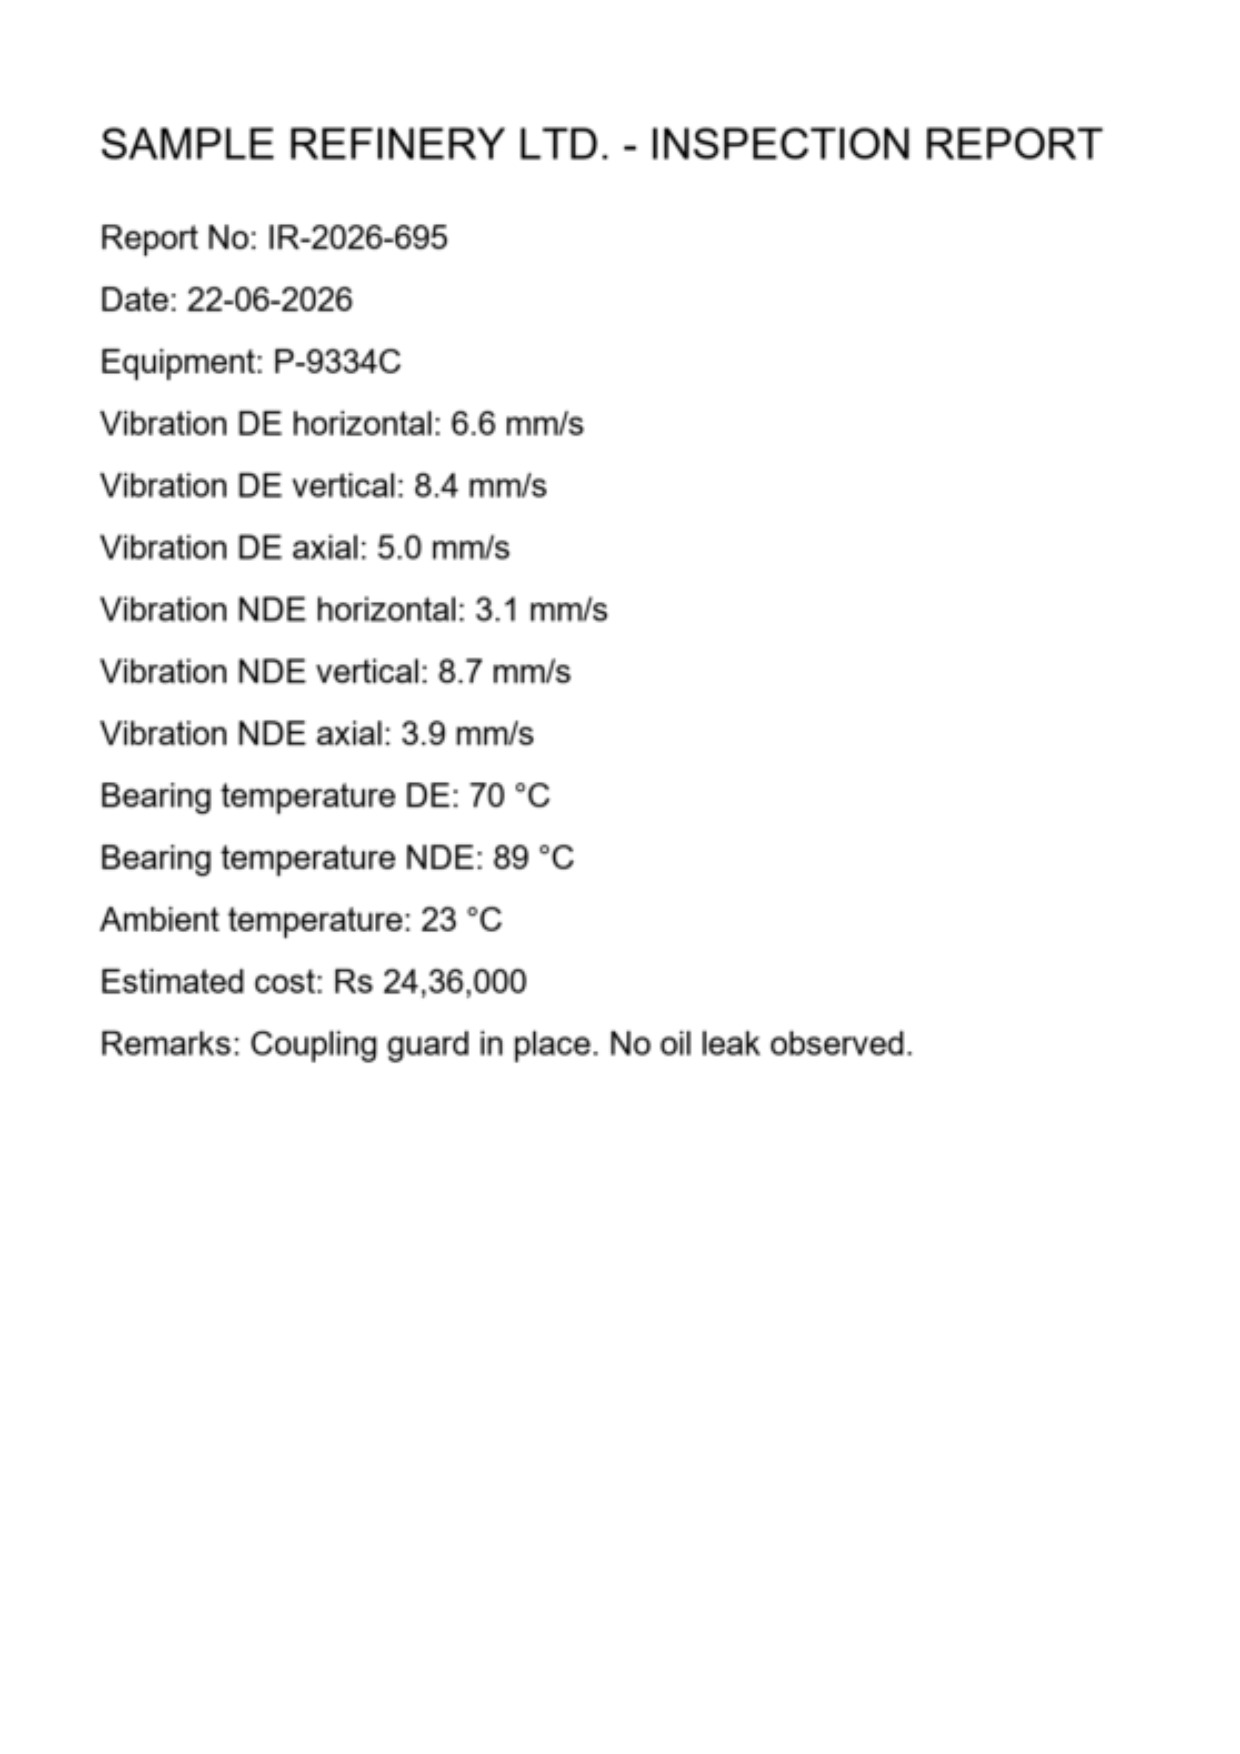 SAMPLE REFINERY LTD. - INSPECTION REPORT
Report No: IR-2026-695
Date: 22-06-2026
Equipment: P-9334C
Vibration DE horizontal: 6.6 mm/s
Vibration DE vertical: 8.4 mm/s
Vibration DE axial: 5.0 mm/s
Vibration NDE horizontal: 3.1 mm/s
Vibration NDE vertical: 8.7 mm/s
Vibration NDE axial: 3.9 mm/s
Bearing temperature DE: 70 °C
Bearing temperature NDE: 89 °C
Ambient temperature: 23 °C
Estimated cost: Rs 24,36,000
Remarks: Coupling guard in place. No oil leak observed.